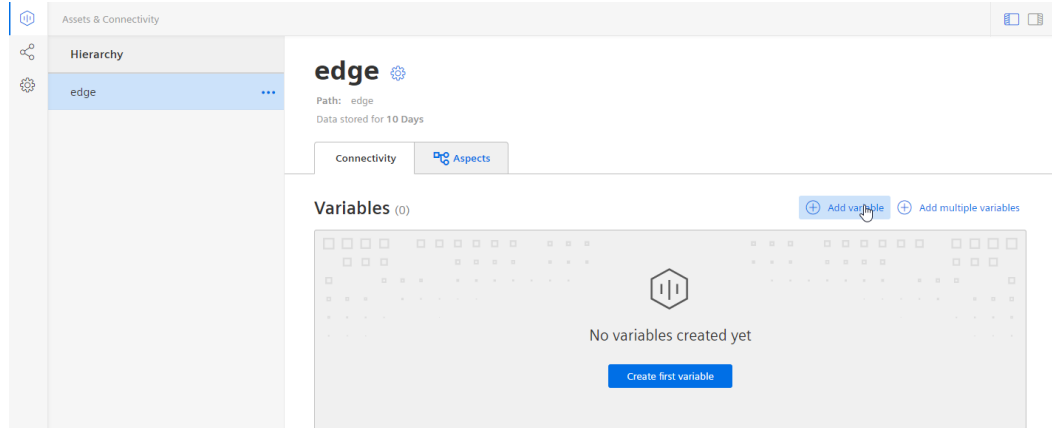 Assets & Connectivity
Hierarchy
edge
edge
Path: edge
Data stored for 10 Days
Connectivity
Aspects
Variables (0)
Add variable
Add multiple variables
No variables created yet
Create first variable